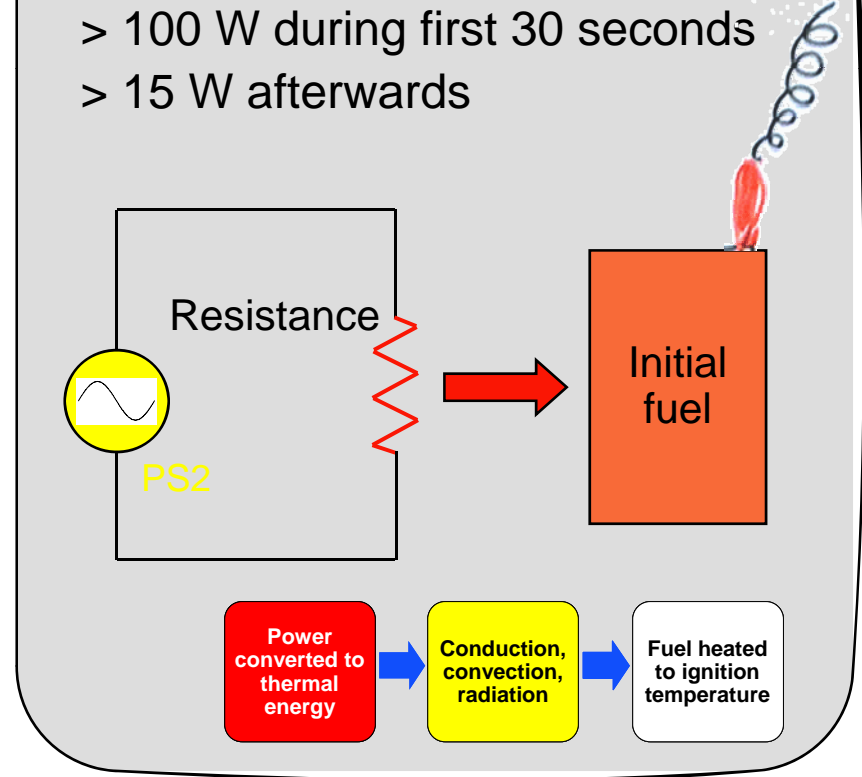 > 100 W during first 30 seconds
> 15 W afterwards
Resistance
Initial
fuel
PS2
Power
converted to
thermal
energy
Conduction,
convection,
radiation
Fuel heated
to ignition
temperature